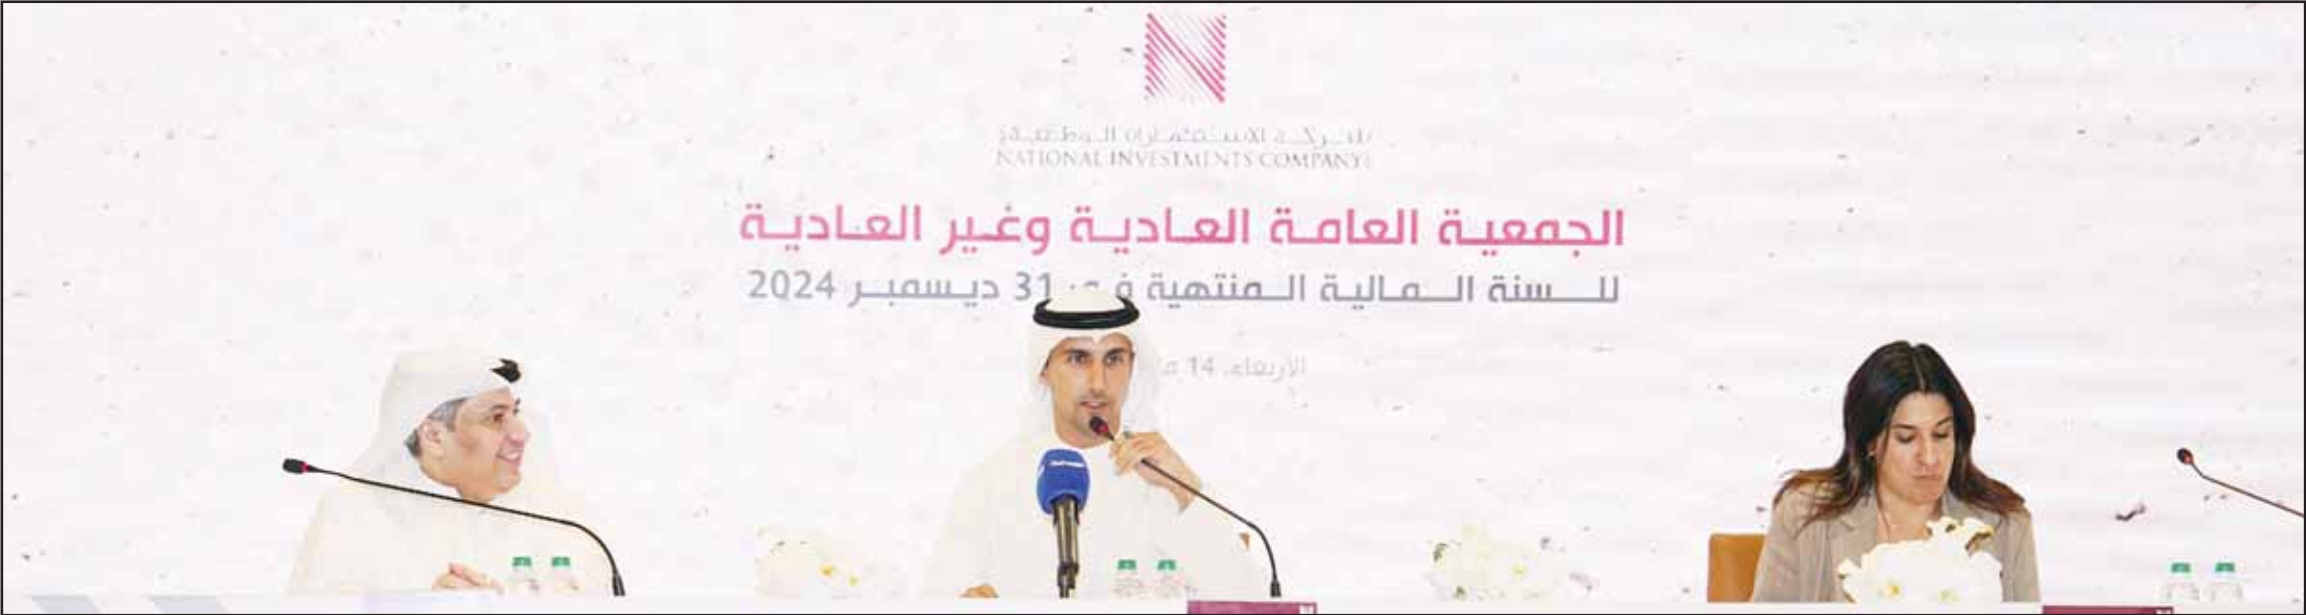 شركة الاستثمارات الوطنية
NATIONAL INVESTMENTS COMPANY
الجمعية العامة العادية وغير العادية
للسنة المالية المنتهية في 31 ديسمبر 2024
الأربعاء، 14